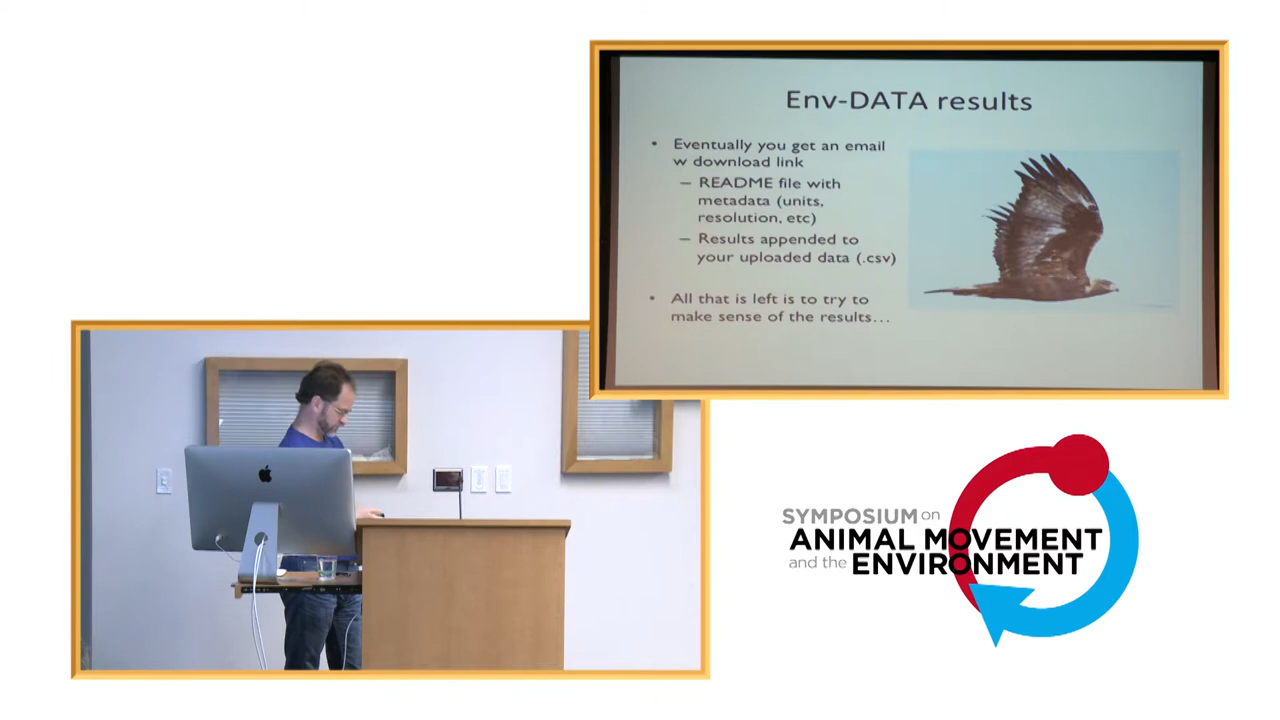 Env-DATA results
• Eventually you get an email
w download link
– README file with
metadata (units,
resolution, etc)
– Results appended to
your uploaded data (.csv)
• All that is left is to try to
make sense of the results…
SYMPOSIUM on
ANIMAL MOVEMENT
and the ENVIRONMENT